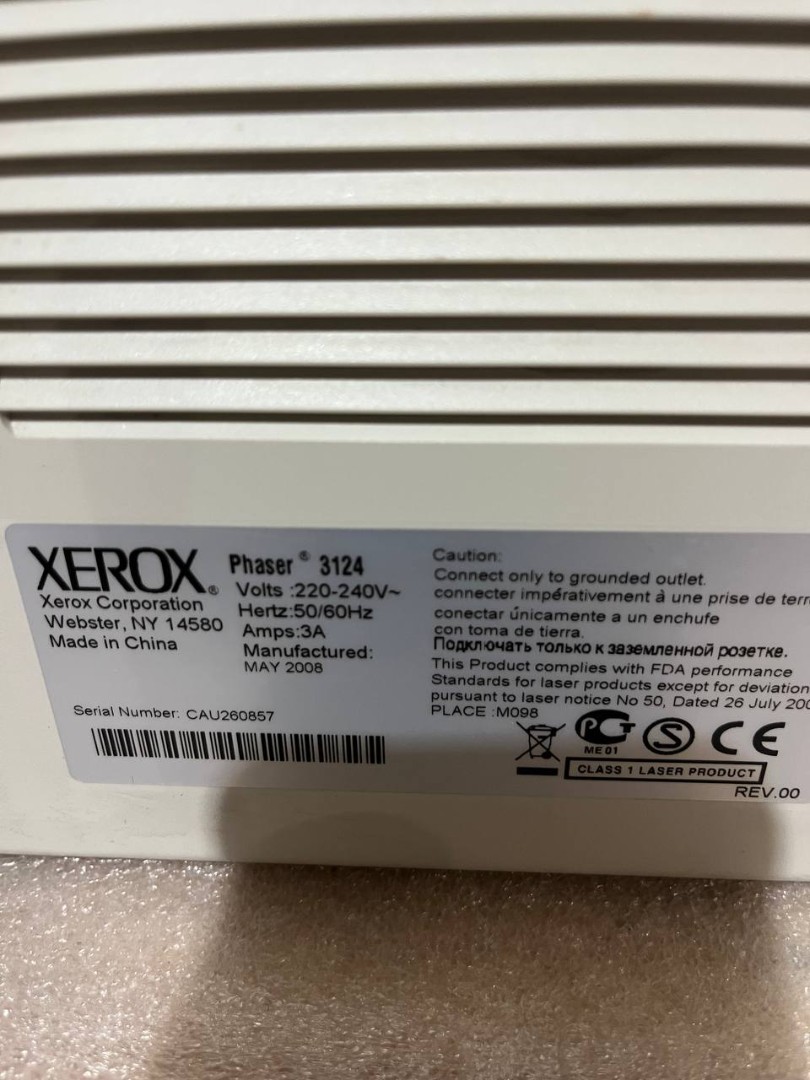 XEROX®
Xerox Corporation
Webster, NY 14580
Made in China
Phaser® 3124
Volts :220-240V~
Hertz:50/60Hz
Amps:3A
Manufactured:
MAY 2008
Serial Number: CAU260857
Caution:
Connect only to grounded outlet.
connecter impérativement à une prise de terr
conectar únicamente a un enchufe
con toma de tierra.
Подключать только к заземленной розетке.
This Product complies with FDA performance
Standards for laser products except for deviation
pursuant to laser notice No 50, Dated 26 July 200
PLACE :M098
PCT
ME01
S
CE
CLASS 1 LASER PRODUCT
REV.00